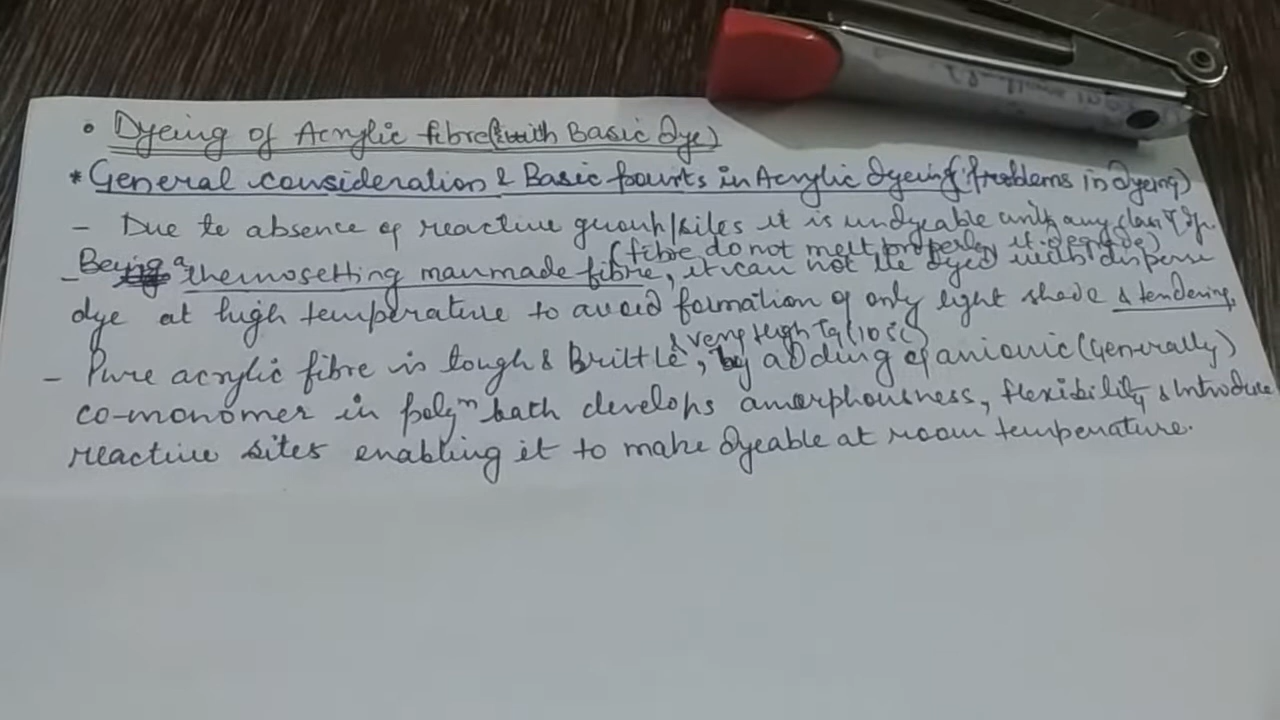 • Dyeing of Acrylic fibre (with Basic dye)
* General consideration & Basic points in Acrylic dyeing (Problems in dyeing)
- Due to absence of reactive group/sites it is undyeable with any class of dye.
(fibre do not melt properly it degrade)
- Being a themosetting manmade fibre, it can not be dyed with disperse
dye at high temperature to avoid formation of only light shade & tendering.
& very High Tg (105°C)
- Pure acrylic fibre is tough & Brittle, by adding of anionic (Generally)
co-monomer in polyⁿ bath develops amorphousness, flexibility & Introduce
reactive sites enabling it to make dyeable at room temperature.